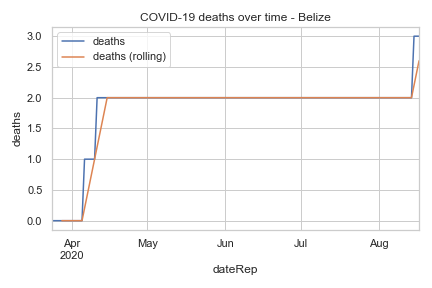 COVID-19 deaths over time - Belize
deaths
deaths (rolling)
3.0
2.5
2.0
1.5
1.0
0.5
0.0
deaths
Apr
2020
May
Jun
Jul
Aug
dateRep